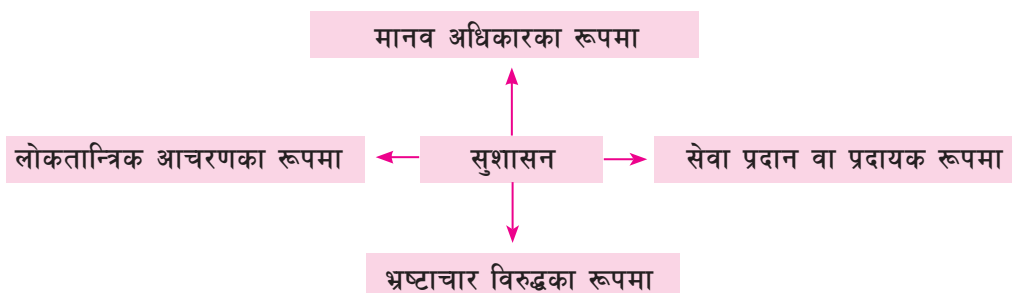 मानव अधिकारका रूपमा
लोकतान्त्रिक आचरणका रूपमा
सुशासन
सेवा प्रदान वा प्रदायक रूपमा
भ्रष्टाचार विरुद्धका रूपमा